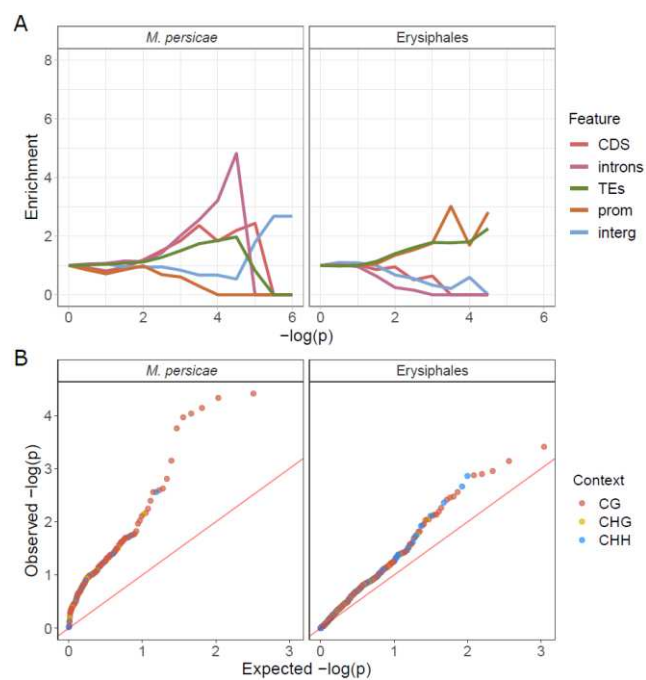 A
M. persicae
Erysiphales
8
6
4
2
0
Enrichment
0 2 4 6
0 2 4 6
−log(p)
Feature
CDS
introns
TEs
prom
interg
B
M. persicae
Erysiphales
4
3
2
1
0
Observed −log(p)
0 1 2 3
0 1 2 3
Expected −log(p)
Context
CG
CHG
CHH